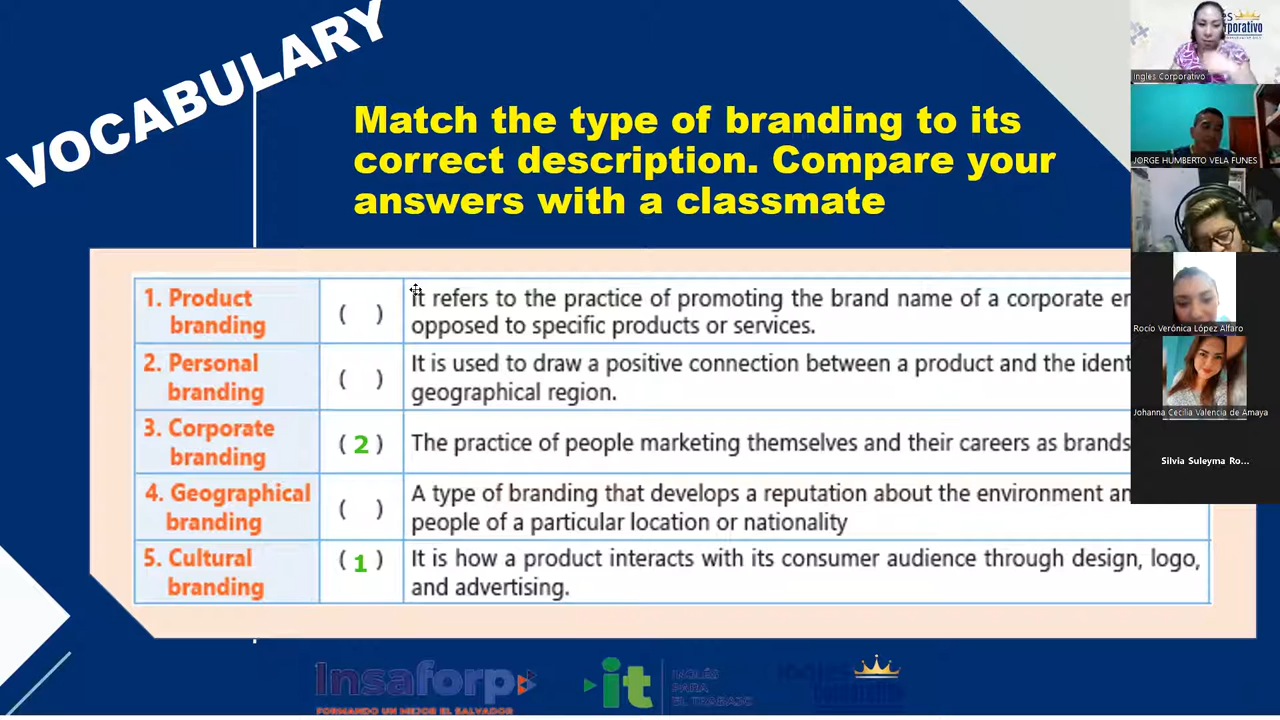 VOCABULARY
Match the type of branding to its
correct description. Compare your
answers with a classmate
1. Product
branding
( )
It refers to the practice of promoting the brand name of a corporate
opposed to specific products or services.
2. Personal
branding
( )
It is used to draw a positive connection between a product and the
geographical region.
3. Corporate
branding
( 2 )
The practice of people marketing themselves and their careers as brands
4. Geographical
branding
( )
A type of branding that develops a reputation about the environment
people of a particular location or nationality
5. Cultural
branding
( 1 )
It is how a product interacts with its consumer audience through design, logo,
and advertising.
Insaforp
FORMANDO UN MEJOR EL SALVADOR
it
INGLÉS
PARA
EL TRABAJO
Ingles Corporativo
JORGE HUMBERTO VELA FUNES
Rocío Verónica López Alfaro
Johanna Cecilia Valencia de Amaya
Silvia Suleyma Ro...